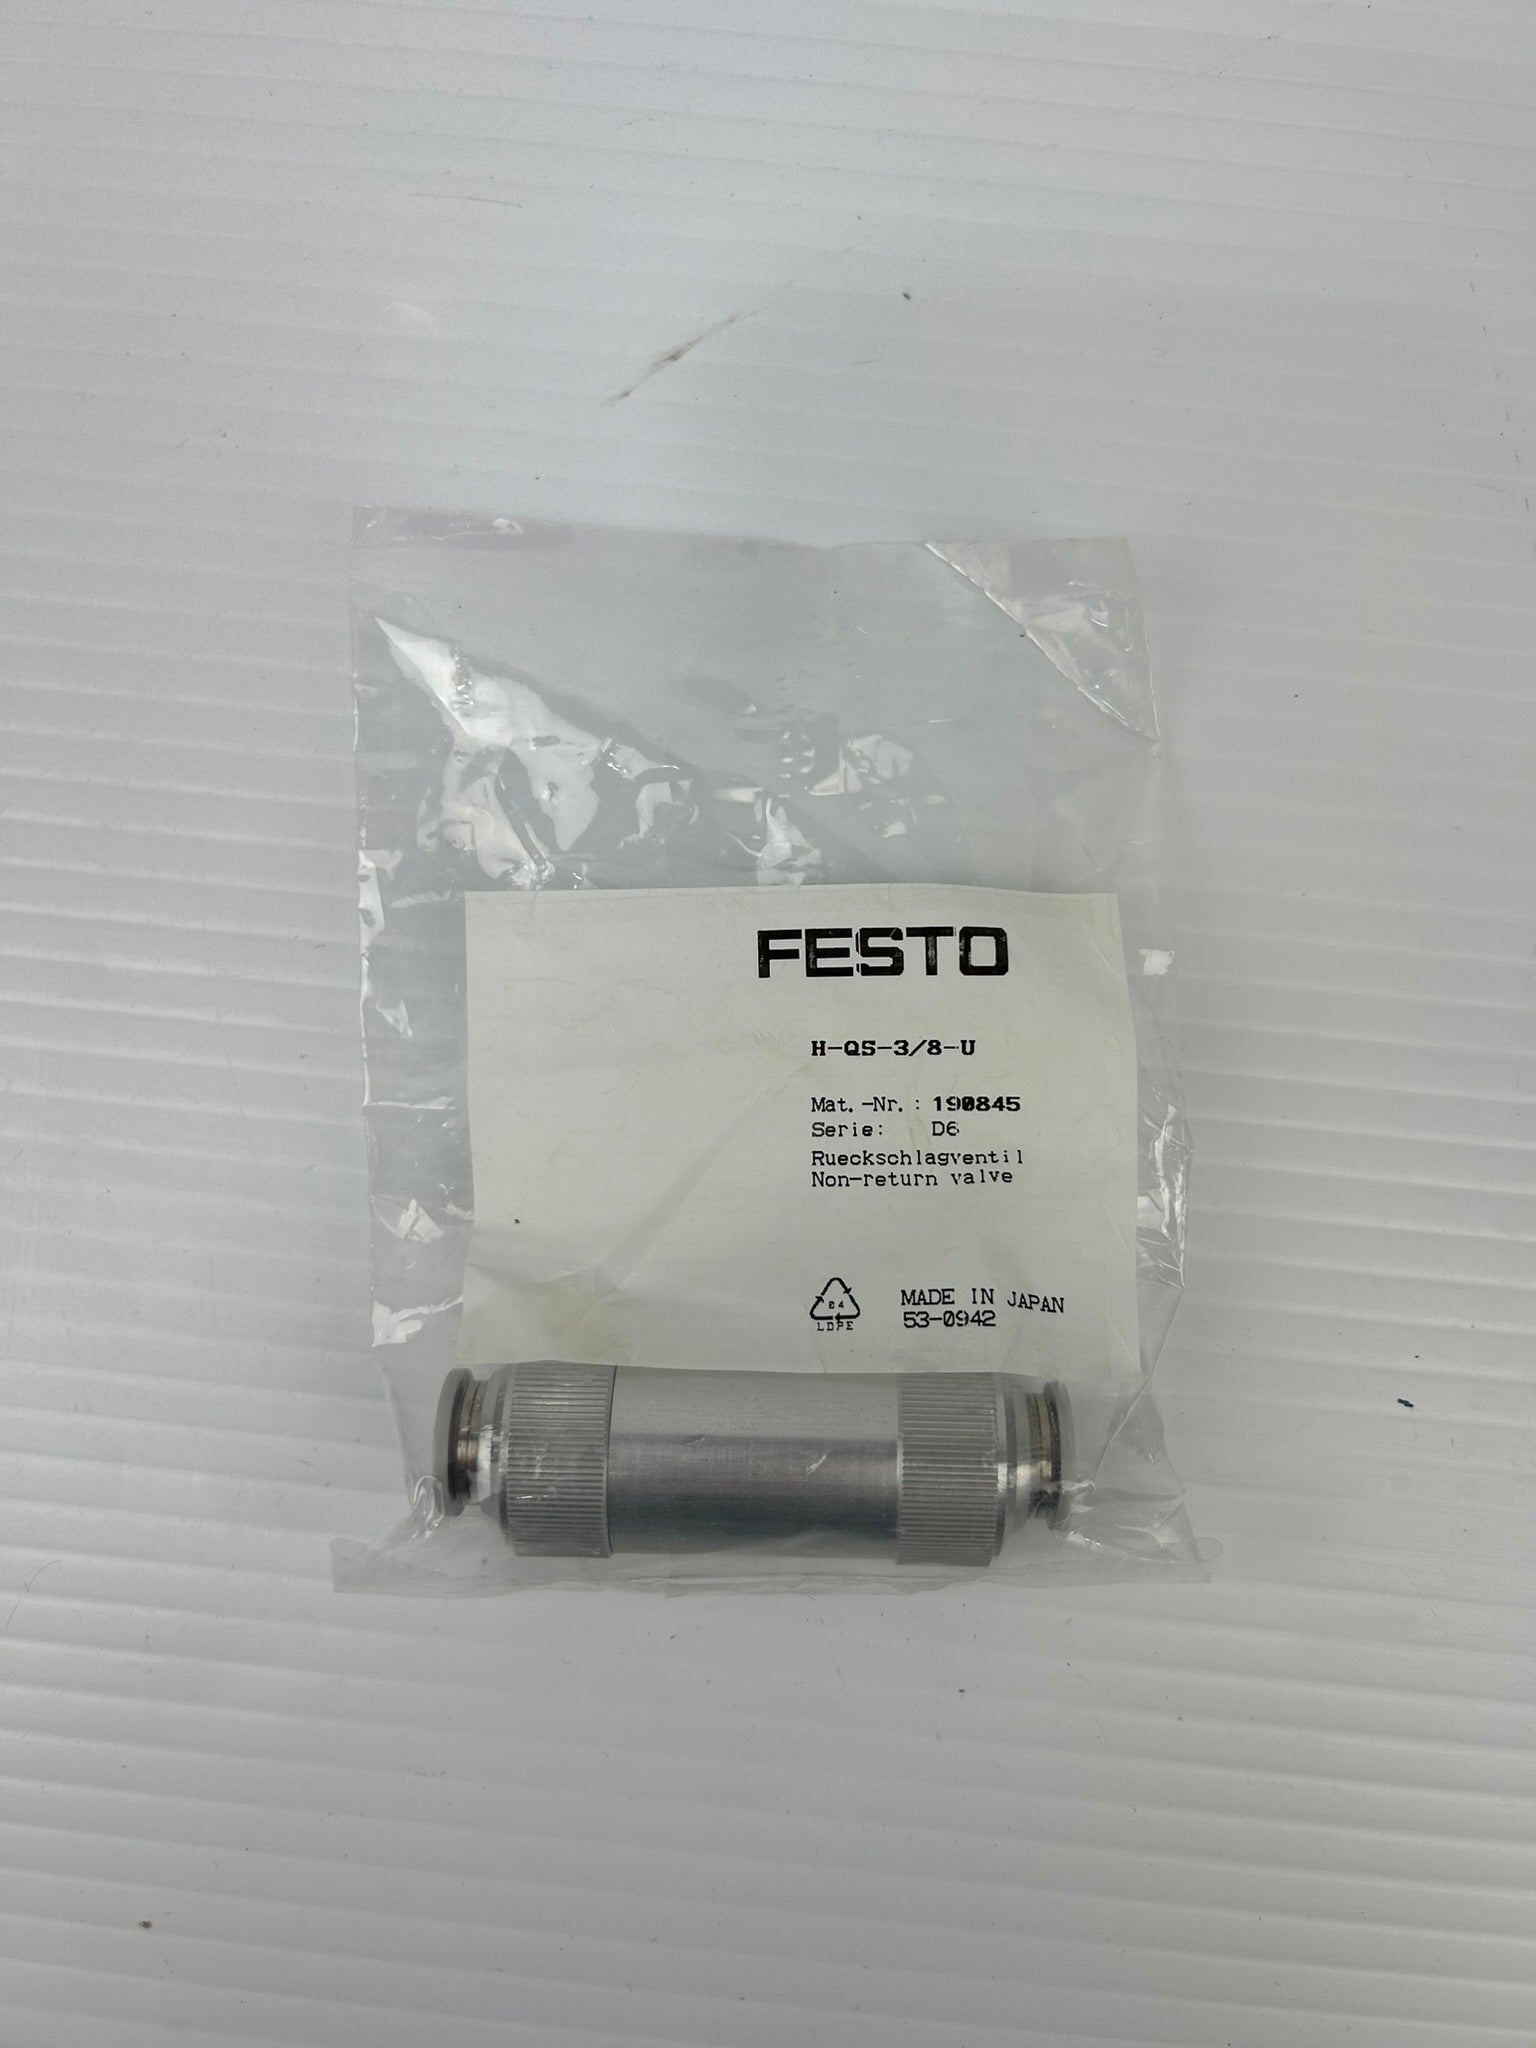 FESTO
H-QS-3/8-U
Mat.-Nr.: 190845
Serie: D6
Rueckschlagventil
Non-return valve
04
LDPE
MADE IN JAPAN
53-0942